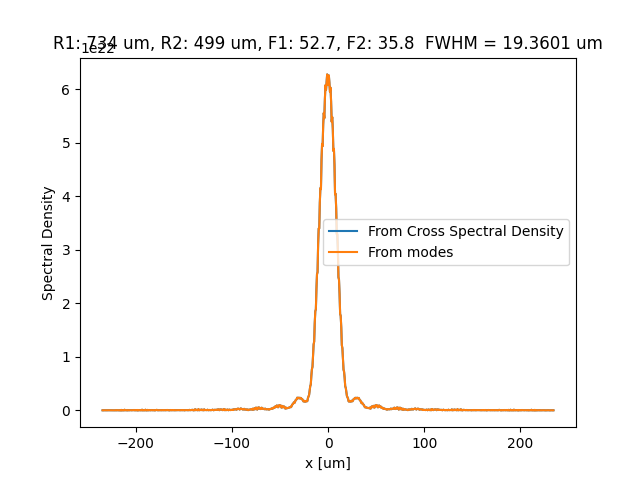 R1: 734 um, R2: 499 um, F1: 52.7, F2: 35.8  FWHM = 19.3601 um
1e22
6
5
4
3
2
1
0
Spectral Density
From Cross Spectral Density
From modes
−200
−100
0
100
200
x [um]